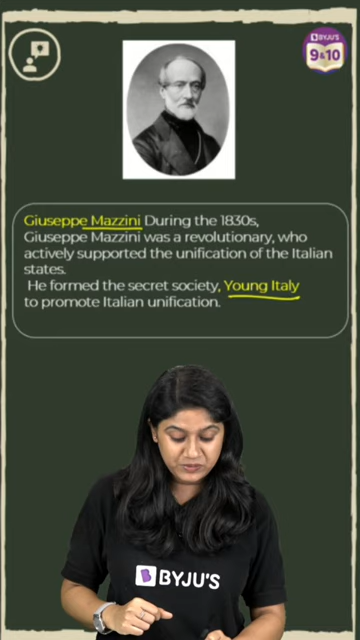 BYJU'S
9&10
Giuseppe Mazzini During the 1830s,
Giuseppe Mazzini was a revolutionary, who
actively supported the unification of the Italian
states.
He formed the secret society, Young Italy
to promote Italian unification.
BYJU'S